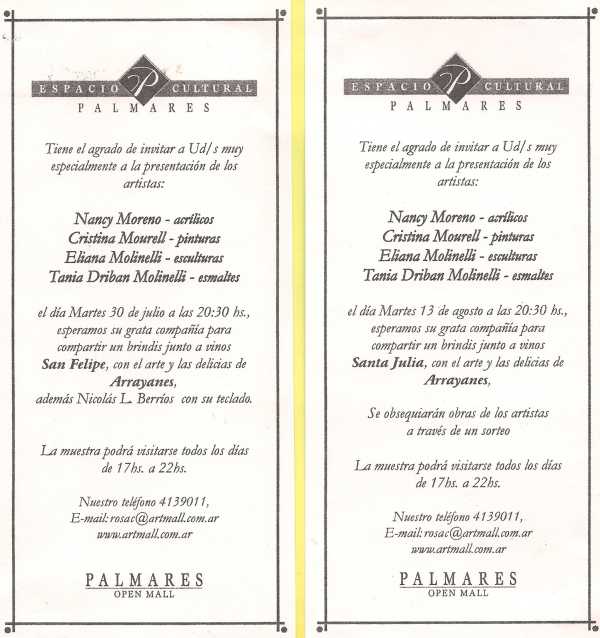 ESPACIO P CULTURAL
PALMARES
Tiene el agrado de invitar a Ud/s muy
especialmente a la presentación de los
artistas:
Nancy Moreno - acrílicos
Cristina Mourell - pinturas
Eliana Molinelli - esculturas
Tania Driban Molinelli - esmaltes
el día Martes 30 de julio a las 20:30 hs.,
esperamos su grata compañía para
compartir un brindis junto a vinos
San Felipe, con el arte y las delicias de
Arrayanes,
además Nicolás L. Berríos con su teclado.
La muestra podrá visitarse todos los días
de 17hs. a 22hs.
Nuestro teléfono 4139011,
E-mail: rosac@artmall.com.ar
www.artmall.com.ar
PALMARES
OPEN MALL
ESPACIO P CULTURAL
PALMARES
Tiene el agrado de invitar a Ud/s muy
especialmente a la presentación de los
artistas:
Nancy Moreno - acrílicos
Cristina Mourell - pinturas
Eliana Molinelli - esculturas
Tania Driban Molinelli - esmaltes
el día Martes 13 de agosto a las 20:30 hs.,
esperamos su grata compañía para
compartir un brindis junto a vinos
Santa Julia, con el arte y las delicias de
Arrayanes,
Se obsequiarán obras de los artistas
a través de un sorteo
La muestra podrá visitarse todos los días
de 17hs. a 22hs.
Nuestro teléfono 4139011,
E-mail: rosac@artmall.com.ar
www.artmall.com.ar
PALMARES
OPEN MALL